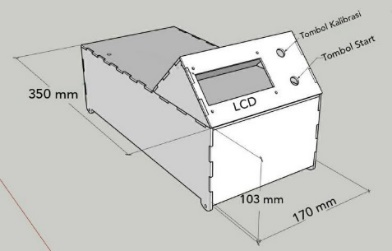 Tombol Kalibrasi
Tombol Start
350 mm
LCD
103 mm
170 mm